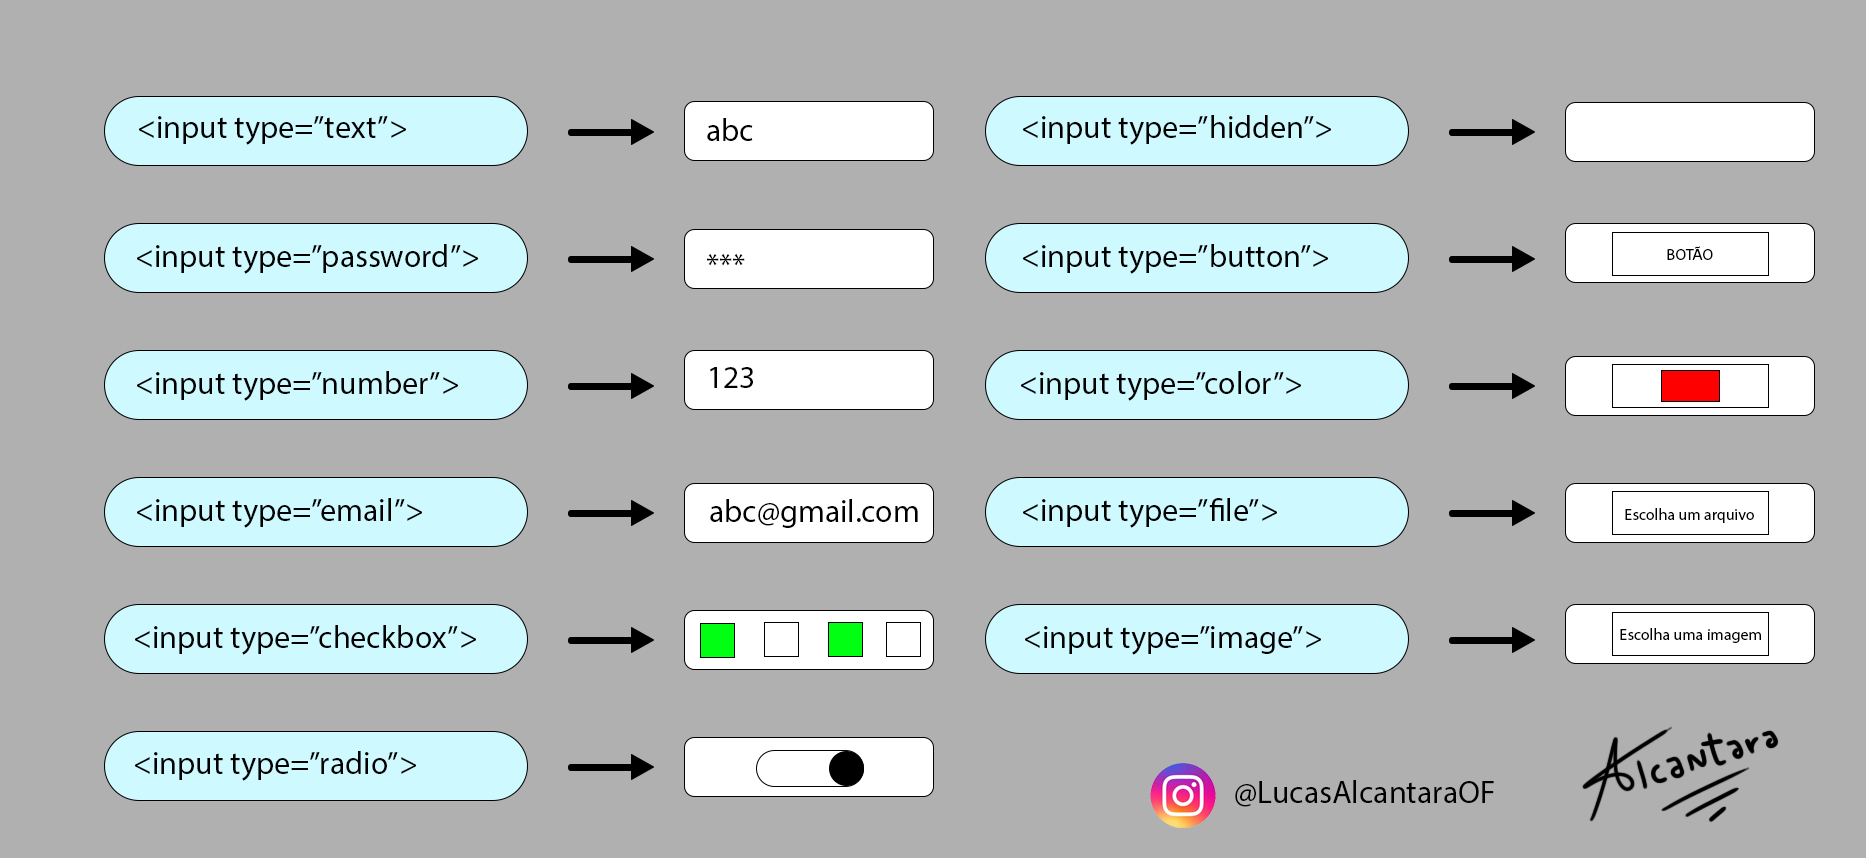 <input type=”text”>
abc
<input type=”password”>
***
<input type=”number”>
123
<input type=”email”>
abc@gmail.com
<input type=”checkbox”>
<input type=”radio”>
<input type=”hidden”>
<input type=”button”>
BOTÃO
<input type=”color”>
<input type=”file”>
Escolha um arquivo
<input type=”image”>
Escolha uma imagem
@LucasAlcantaraOF
Alcantara